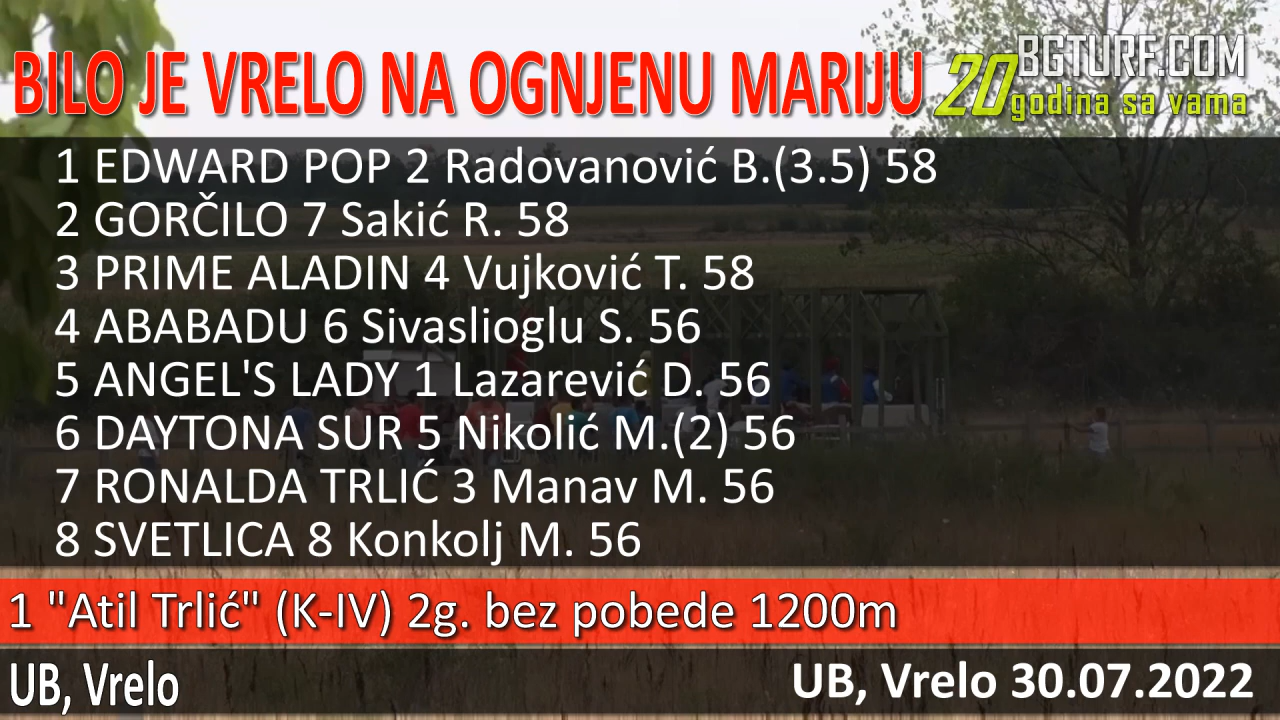 BILO JE VRELO NA OGNJENU MARIJU
20 BGTURF.COM
godina sa vama
1 EDWARD POP 2 Radovanović B.(3.5) 58
2 GORČILO 7 Sakić R. 58
3 PRIME ALADIN 4 Vujković T. 58
4 ABABADU 6 Sivaslioglu S. 56
5 ANGEL'S LADY 1 Lazarević D. 56
6 DAYTONA SUR 5 Nikolić M.(2) 56
7 RONALDA TRLIĆ 3 Manav M. 56
8 SVETLICA 8 Konkolj M. 56
1 "Atil Trlić" (K-IV) 2g. bez pobede 1200m
UB, Vrelo
UB, Vrelo 30.07.2022